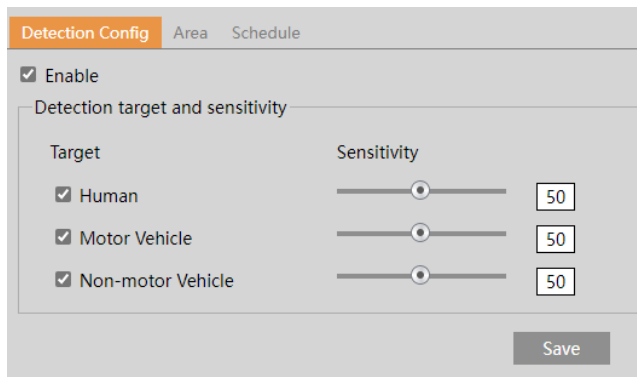 Detection Config Area Schedule
Enable
Detection target and sensitivity
Target Sensitivity
Human 50
Motor Vehicle 50
Non-motor Vehicle 50
Save